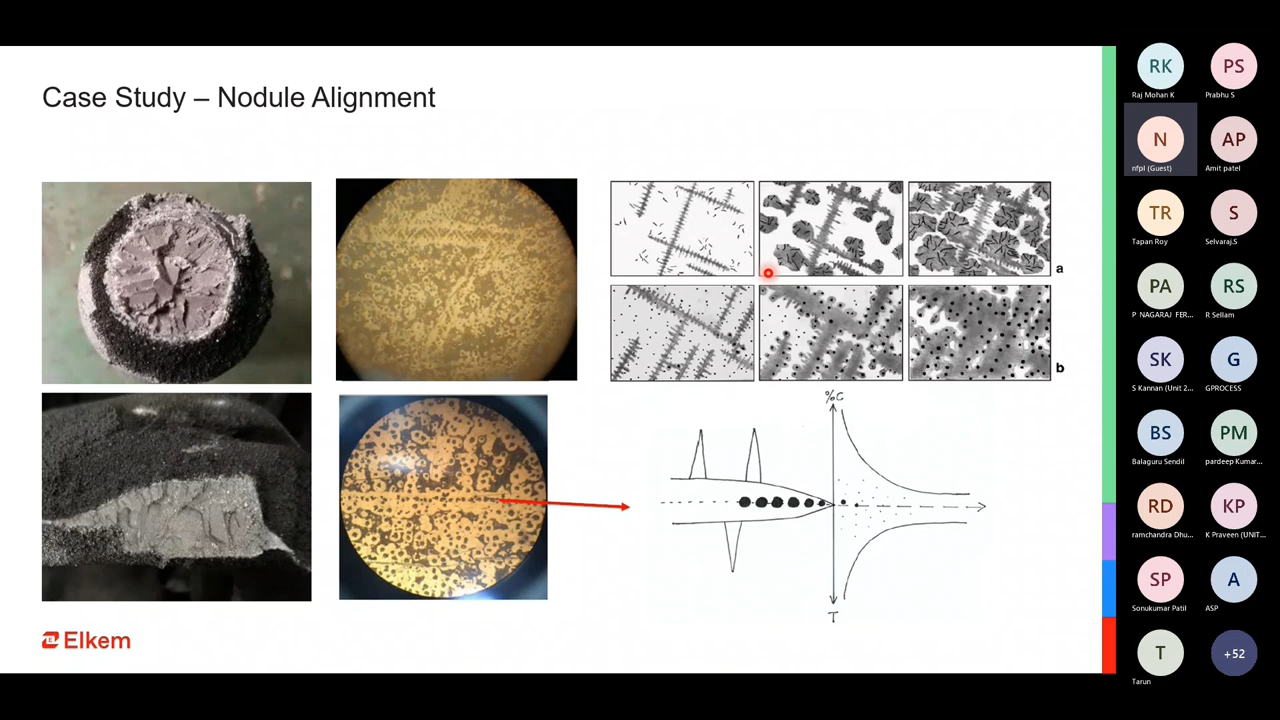 Case Study – Nodule Alignment
a
b
%C
T
Elkem
RK
Raj Mohan K
PS
Prabhu S
N
nfpl (Guest)
AP
Amit patel
TR
Tapan Roy
S
Selvaraj.S
PA
P NAGARAJ FER...
RS
R Sellam
SK
S Kannan (Unit 2...
G
GPROCESS
BS
Balaguru Sendil
PM
pardeep Kumar...
RD
ramchandra Dhu...
KP
K Praveen (UNIT...
SP
Sonukumar Patil
A
ASP
T
Tarun
+52